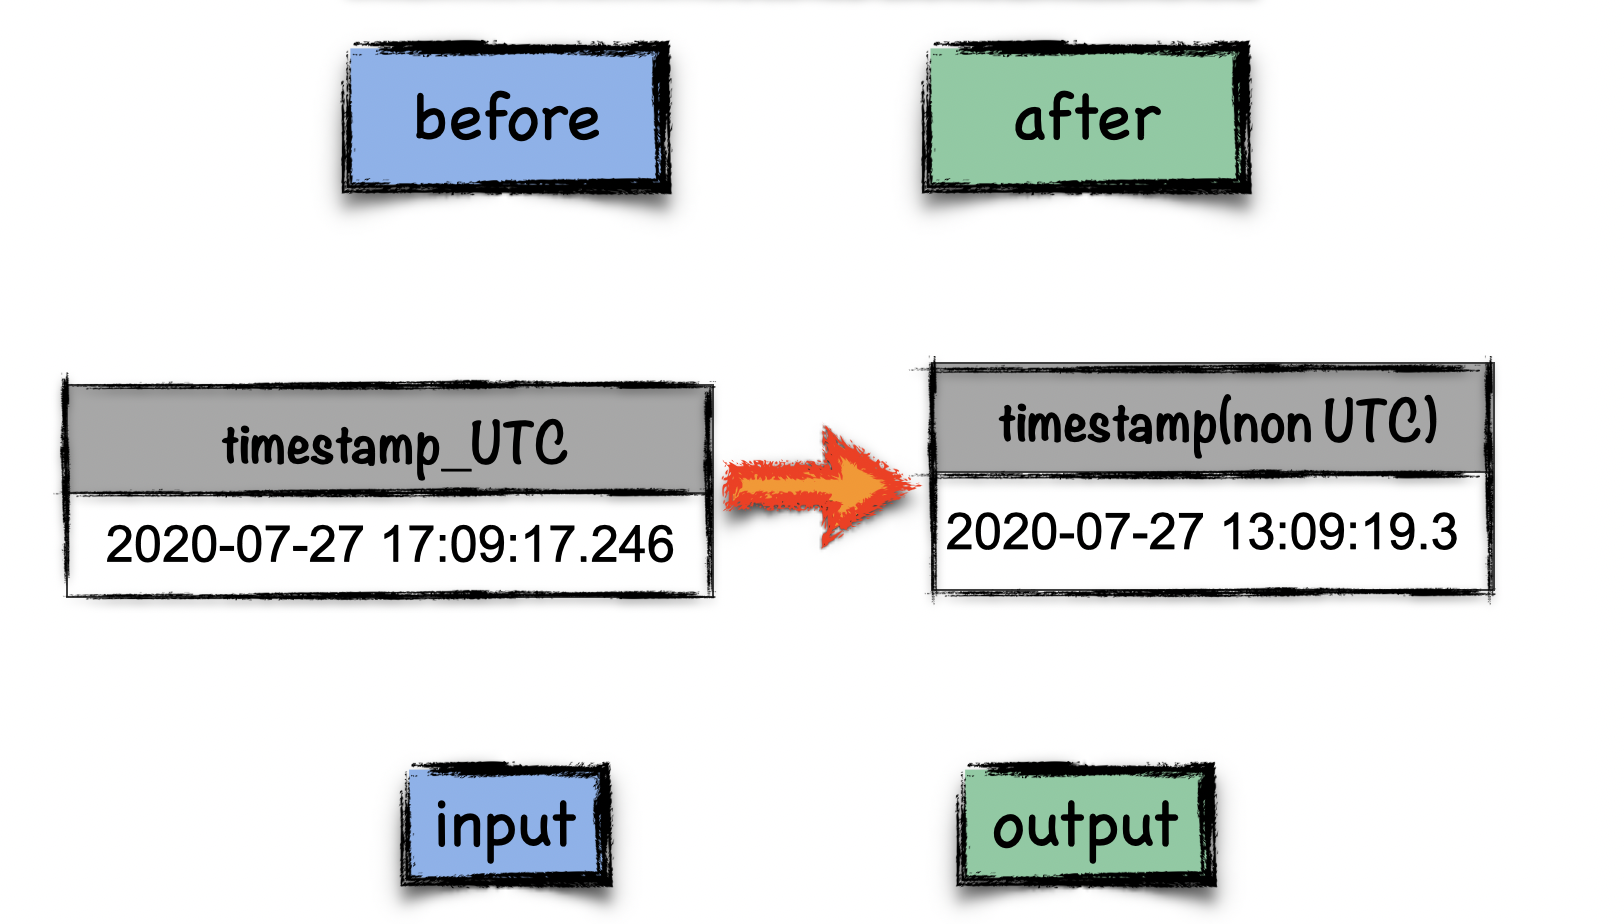 before
after
timestamp_UTC
2020-07-27 17:09:17.246
timestamp(non UTC)
2020-07-27 13:09:19.3
input
output